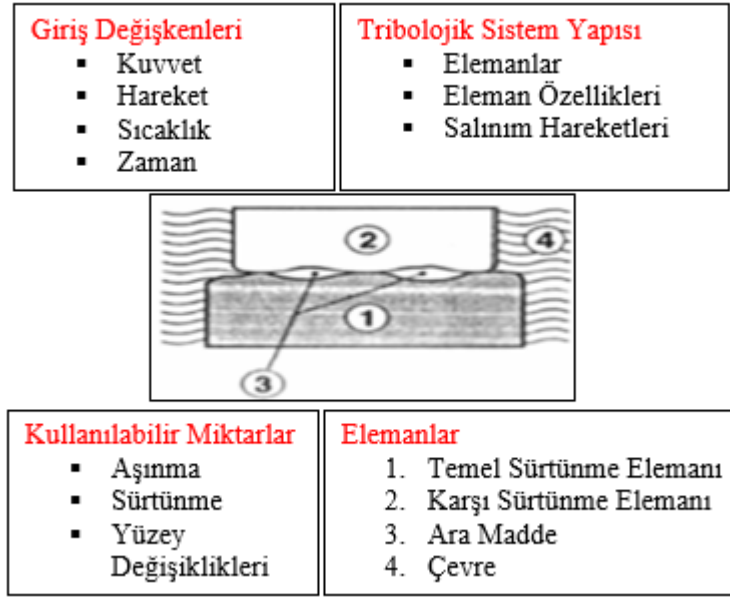 Giriş Değişkenleri
▪ Kuvvet
▪ Hareket
▪ Sıcaklık
▪ Zaman
Tribolojik Sistem Yapısı
▪ Elemanlar
▪ Eleman Özellikleri
▪ Salınım Hareketleri
2
4
1
3
Kullanılabilir Miktarlar
▪ Aşınma
▪ Sürtünme
▪ Yüzey
Değişiklikleri
Elemanlar
1. Temel Sürtünme Elemanı
2. Karşı Sürtünme Elemanı
3. Ara Madde
4. Çevre